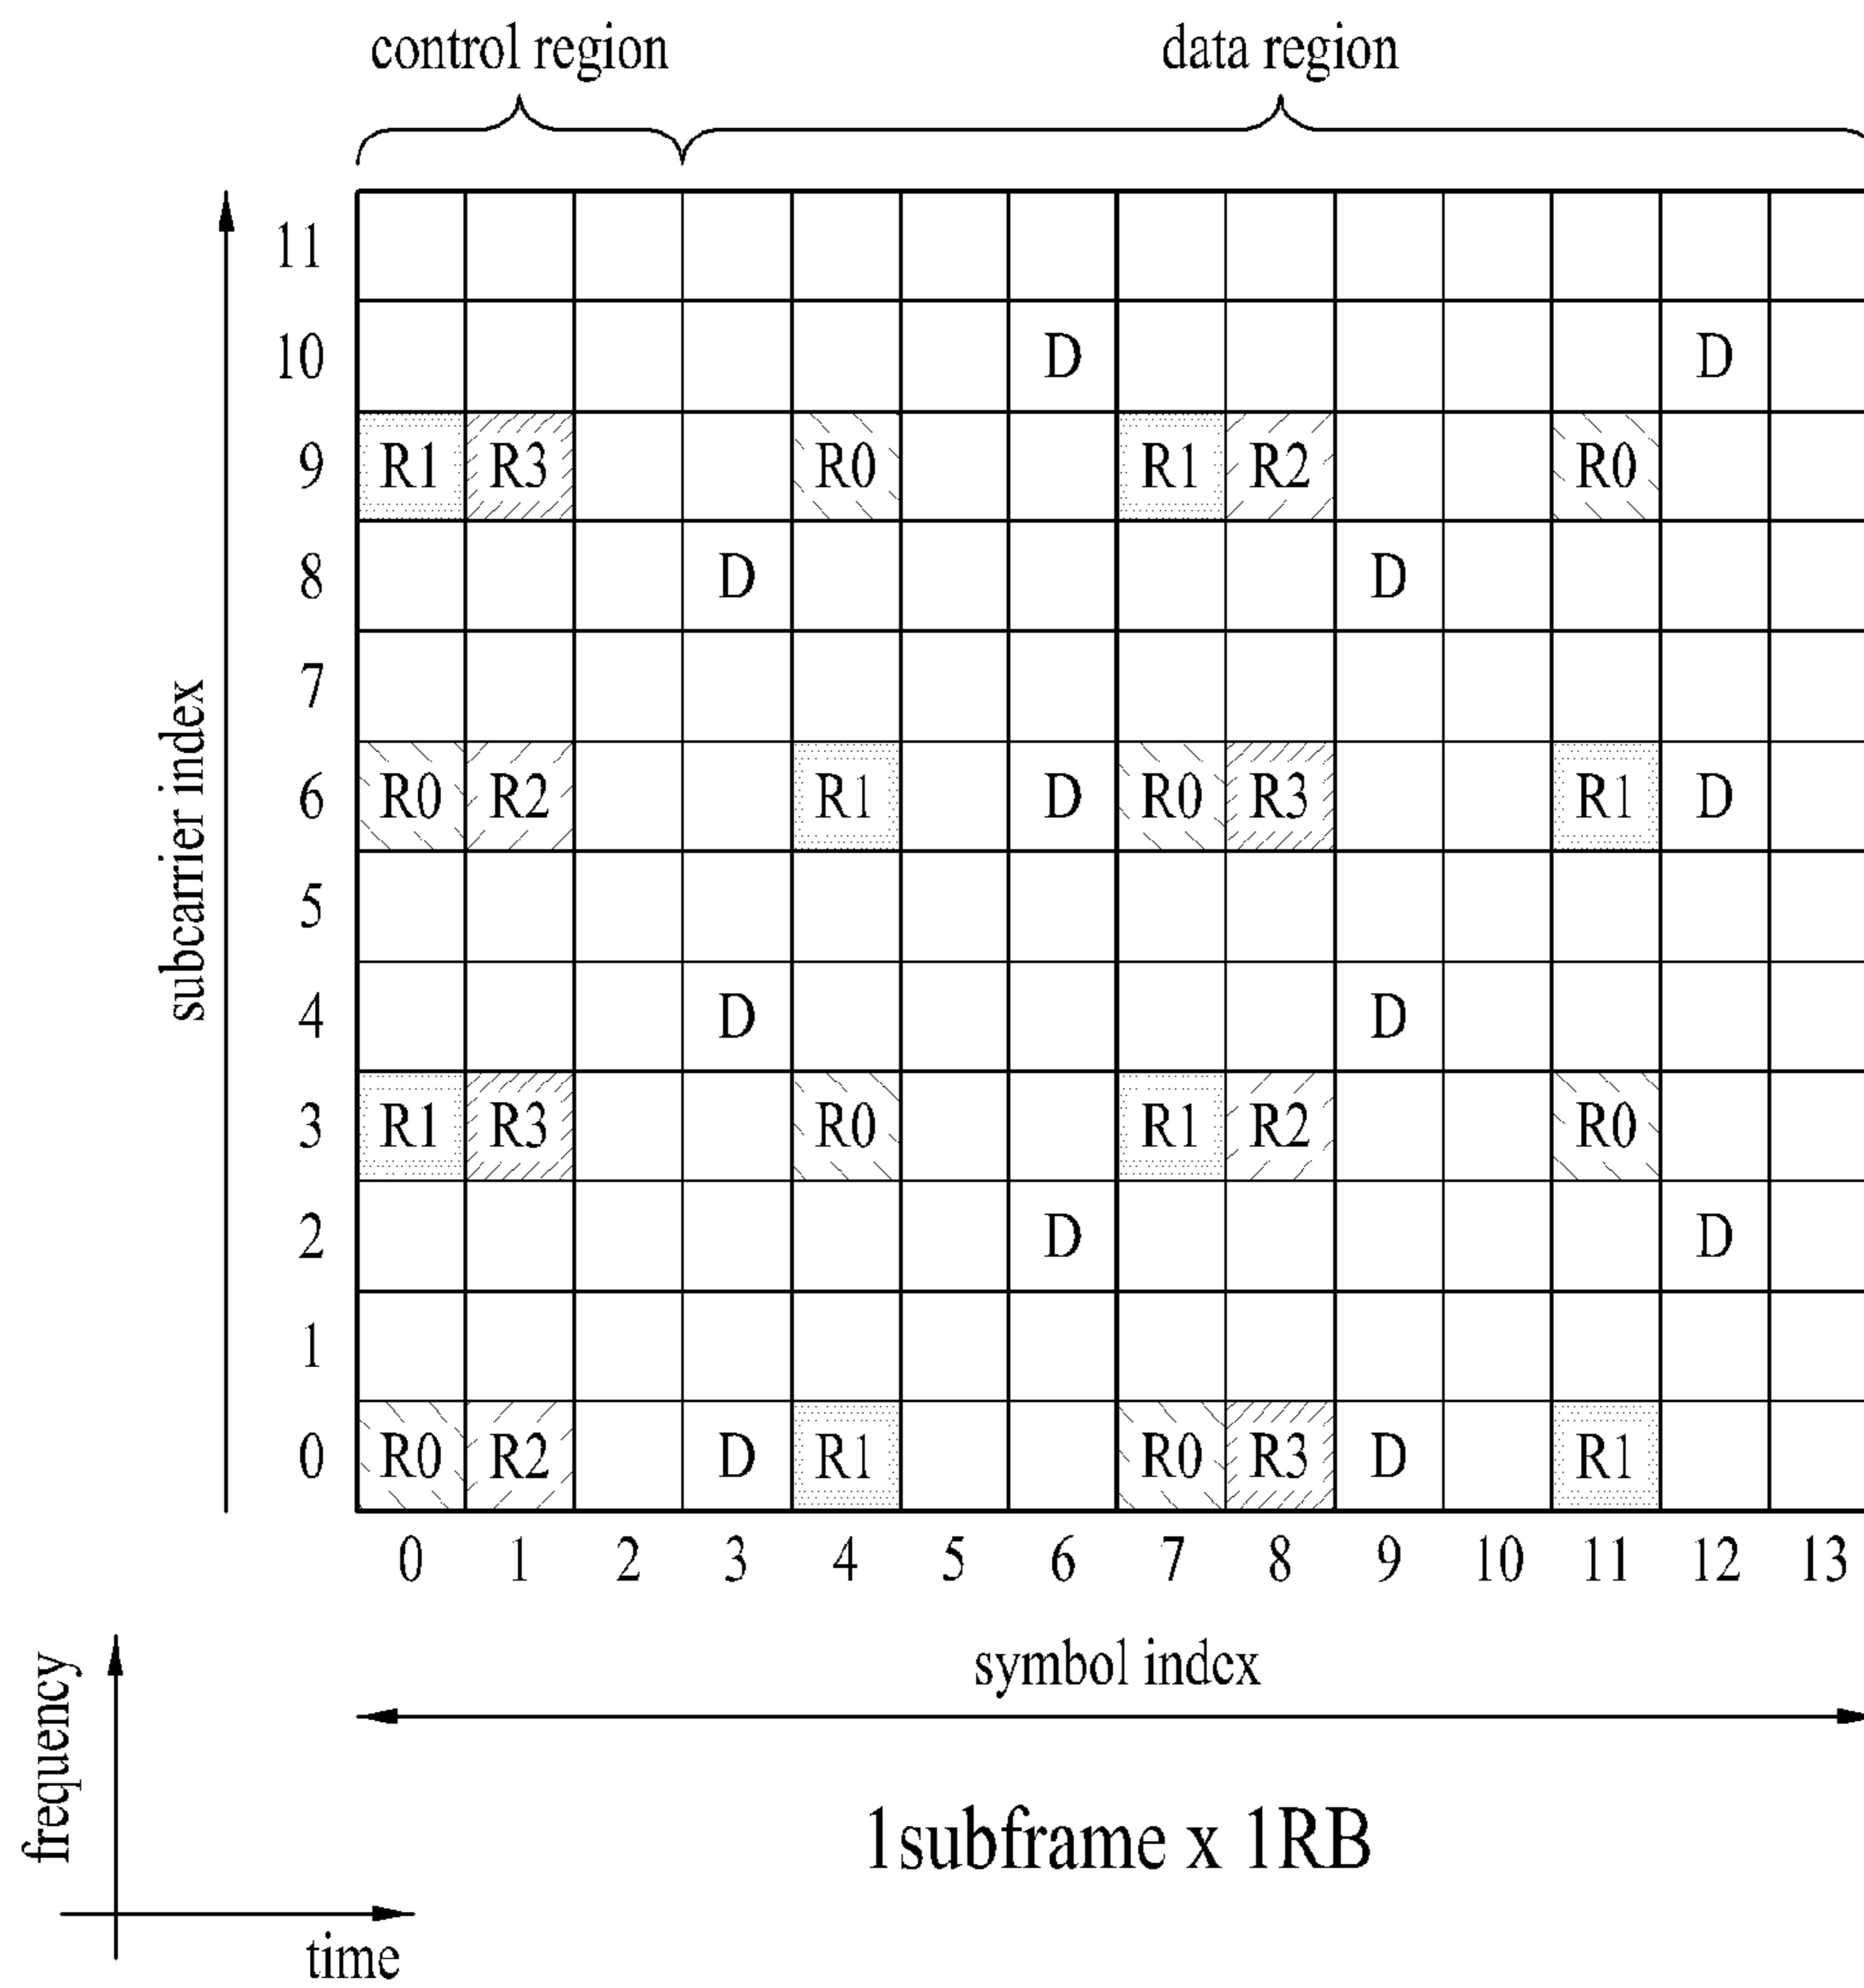 control region data region
11
10 D D
9 R1 R3 R0 R1 R2 R0
8 D D
7
6 R0 R2 R1 D R0 R3 R1 D
5
4 D D
3 R1 R3 R0 R1 R2 R0
2 D D
1
0 R0 R2 D R1 R0 R3 D R1
subcarrier index
0 1 2 3 4 5 6 7 8 9 10 11 12 13
symbol index
1subframe x 1RB
frequency
time